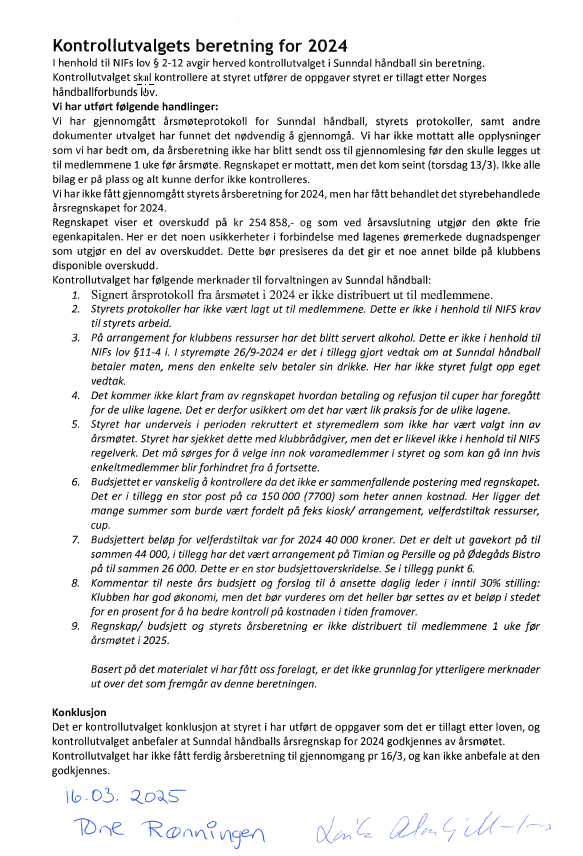 Kontrollutvalgets beretning for 2024
I henhold til NIFs lov § 2-12 avgir herved kontrollutvalget i Sunndal håndball sin beretning.
Kontrollutvalget skal kontrollere at styret utfører de oppgaver styret er tillagt etter Norges
håndballforbunds lov.
Vi har utført følgende handlinger:
Vi har gjennomgått årsmøteprotokoll for Sunndal håndball, styrets protokoller, samt andre
dokumenter utvalget har funnet det nødvendig å gjennomgå. Vi har ikke mottatt alle opplysninger
som vi har bedt om, da årsberetning ikke har blitt sendt oss til gjennomlesing før den skulle legges ut
til medlemmene 1 uke før årsmøte. Regnskapet er mottatt, men det kom seint (torsdag 13/3). Ikke alle
bilag er på plass og alt kunne derfor ikke kontrolleres.
Vi har ikke fått gjennomgått styrets årsberetning for 2024, men har fått behandlet det styrebehandlede
årsregnskapet for 2024.
Regnskapet viser et overskudd på kr 254 858,- og som ved årsavslutning utgjør den økte frie
egenkapitalen. Her er det noen usikkerheter i forbindelse med lagenes øremerkede dugnadspenger
som utgjør en del av overskuddet. Dette bør presiseres da det gir et noe annet bilde på klubbens
disponible overskudd.
Kontrollutvalget har følgende merknader til forvaltningen av Sunndal håndball:
1. Signert årsprotokoll fra årsmøtet i 2024 er ikke distribuert ut til medlemmene.
2. Styrets protokoller har ikke vært lagt ut til medlemmene. Dette er ikke i henhold til NIFS krav
til styrets arbeid.
3. På arrangement for klubbens ressurser har det blitt servert alkohol. Dette er ikke i henhold til
NIFs lov §11-4 i. I styremøte 26/9-2024 er det i tillegg gjort vedtak om at Sunndal håndball
betaler maten, mens den enkelte selv betaler sin drikke. Her har ikke styret fulgt opp eget
vedtak.
4. Det kommer ikke klart fram av regnskapet hvordan betaling og refusjon til cuper har foregått
for de ulike lagene. Det er derfor usikkert om det har vært lik praksis for de ulike lagene.
5. Styret har underveis i perioden rekruttert et styremedlem som ikke har vært valgt inn av
årsmøtet. Styret har sjekket dette med klubbrådgiver, men det er likevel ikke i henhold til NIFS
regelverk. Det må sørges for å velge inn nok varamedlemmer i styret og som kan gå inn hvis
enkeltmedlemmer blir forhindret fra å fortsette.
6. Budsjettet er vanskelig å kontrollere da det ikke er sammenfallende postering med regnskapet.
Det er i tillegg en stor post på ca 150 000 (7700) som heter annen kostnad. Her ligger det
mange summer som burde vært fordelt på feks kiosk/ arrangement, velferdstiltak ressurser,
cup.
7. Budsjettert beløp for velferdstiltak var for 2024 40 000 kroner. Det er delt ut gavekort på til
sammen 44 000, i tillegg har det vært arrangement på Timian og Persille og på Ødegåds Bistro
på til sammen 26 000. Dette er en stor budsjettoverskridelse. Se i tillegg punkt 6.
8. Kommentar til neste års budsjett og forslag til å ansette daglig leder i inntil 30% stilling:
Klubben har god økonomi, men det bør vurderes om det heller bør settes av et beløp i stedet
for en prosent for å ha bedre kontroll på kostnaden i tiden framover.
9. Regnskap/ budsjett og styrets årsberetning er ikke distribuert til medlemmene 1 uke før
årsmøtet i 2025.
Basert på det materialet vi har fått oss forelagt, er det ikke grunnlag for ytterligere merknader
ut over det som fremgår av denne beretningen.
Konklusjon
Det er kontrollutvalget konklusjon at styret i har utført de oppgaver som det er tillagt etter loven, og
kontrollutvalget anbefaler at Sunndal håndballs årsregnskap for 2024 godkjennes av årsmøtet.
Kontrollutvalget har ikke fått ferdig årsberetning til gjennomgang pr 16/3, og kan ikke anbefale at den
godkjennes.
16.03. 2025
Tone Rønningen